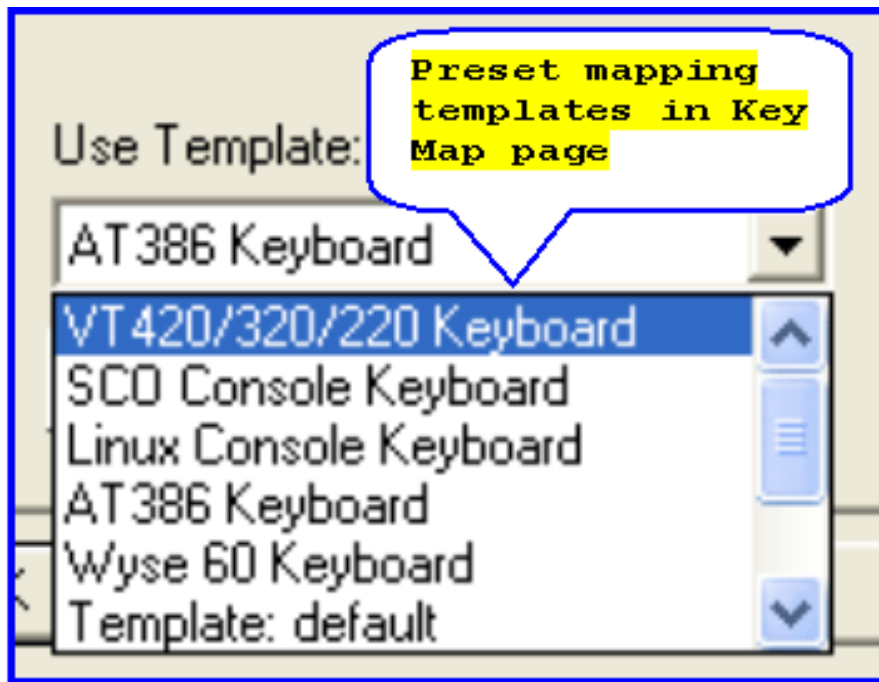 Preset mapping
templates in Key
Map page
Use Template:
AT386 Keyboard
VT420/320/220 Keyboard
SCO Console Keyboard
Linux Console Keyboard
AT386 Keyboard
Wyse 60 Keyboard
Template: default